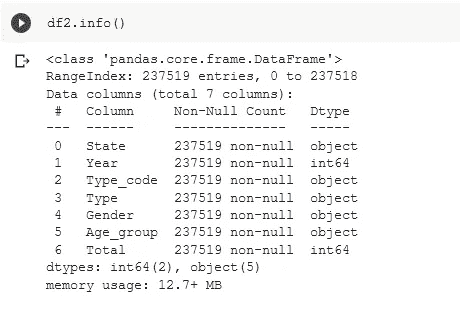 df2.info()
<class 'pandas.core.frame.DataFrame'>
RangeIndex: 237519 entries, 0 to 237518
Data columns (total 7 columns):
 #   Column      Non-Null Count   Dtype
---  ------      --------------   -----
 0   State       237519 non-null  object
 1   Year        237519 non-null  int64
 2   Type_code   237519 non-null  object
 3   Type        237519 non-null  object
 4   Gender      237519 non-null  object
 5   Age_group   237519 non-null  object
 6   Total       237519 non-null  int64
dtypes: int64(2), object(5)
memory usage: 12.7+ MB